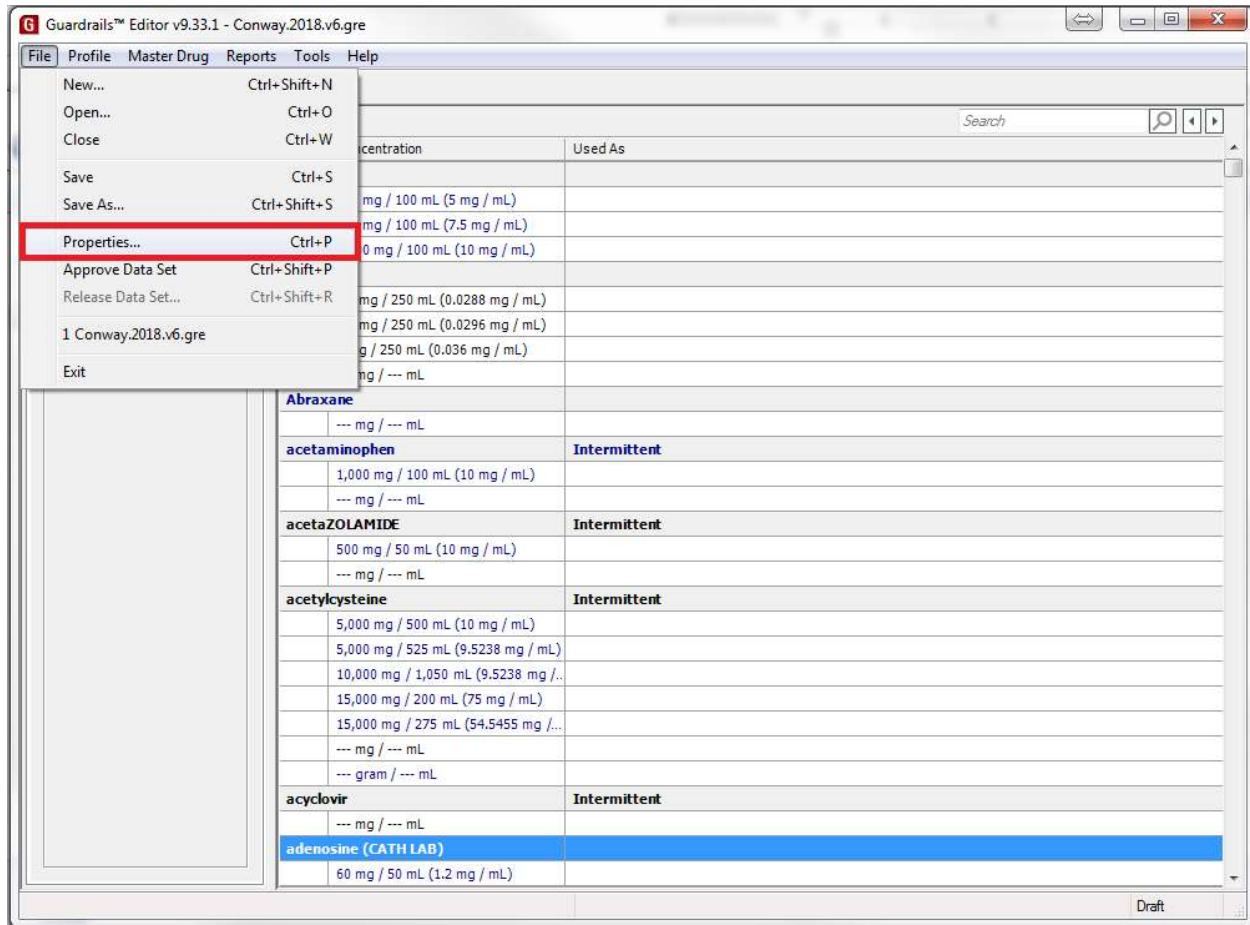 G Guardrails™ Editor v9.33.1 - Conway.2018.v6.gre
File Profile Master Drug Reports Tools Help
New... Ctrl+Shift+N
Open... Ctrl+O
Close Ctrl+W
Save Ctrl+S
Save As... Ctrl+Shift+S
Properties... Ctrl+P
Approve Data Set Ctrl+Shift+P
Release Data Set... Ctrl+Shift+R
1 Conway.2018.v6.gre
Exit
Search
centration Used As
mg / 100 mL (5 mg / mL)
mg / 100 mL (7.5 mg / mL)
0 mg / 100 mL (10 mg / mL)
mg / 250 mL (0.0288 mg / mL)
mg / 250 mL (0.0296 mg / mL)
g / 250 mL (0.036 mg / mL)
mg / --- mL
Abraxane
--- mg / --- mL
acetaminophen Intermittent
1,000 mg / 100 mL (10 mg / mL)
--- mg / --- mL
acetaZOLAMIDE Intermittent
500 mg / 50 mL (10 mg / mL)
--- mg / --- mL
acetylcysteine Intermittent
5,000 mg / 500 mL (10 mg / mL)
5,000 mg / 525 mL (9.5238 mg / mL)
10,000 mg / 1,050 mL (9.5238 mg /..
15,000 mg / 200 mL (75 mg / mL)
15,000 mg / 275 mL (54.5455 mg /...
--- mg / --- mL
--- gram / --- mL
acyclovir Intermittent
--- mg / --- mL
adenosine (CATH LAB)
60 mg / 50 mL (1.2 mg / mL)
Draft